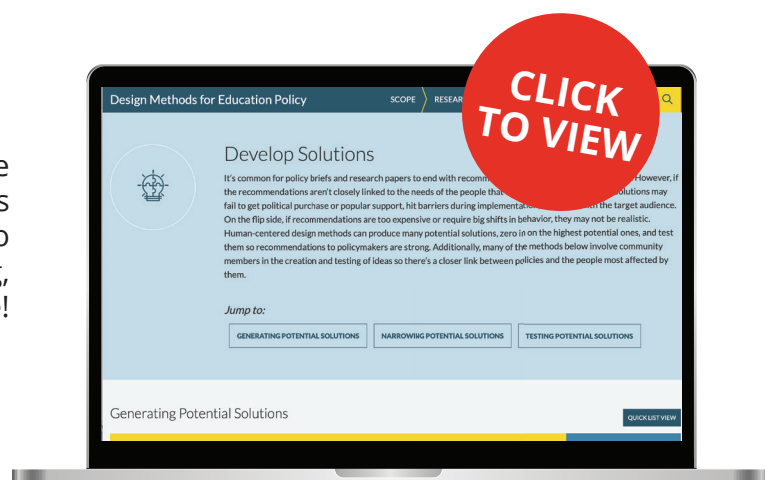 e
s
o
,
!
CLICK
TO VIEW
Design Methods for Education Policy SCOPE RESEAR
Develop Solutions
It's common for policy briefs and research papers to end with recomm However, if
the recommendations aren't closely linked to the needs of the people that olutions may
fail to get political purchase or popular support, hit barriers during implementat the target audience.
On the flip side, if recommendations are too expensive or require big shifts in behavior, they may not be realistic.
Human-centered design methods can produce many potential solutions, zero in on the highest potential ones, and test
them so recommendations to policymakers are strong. Additionally, many of the methods below involve community
members in the creation and testing of ideas so there's a closer link between policies and the people most affected by
them.
Jump to:
GENERATING POTENTIAL SOLUTIONS NARROWING POTENTIAL SOLUTIONS TESTING POTENTIAL SOLUTIONS
Generating Potential Solutions QUICK LIST VIEW